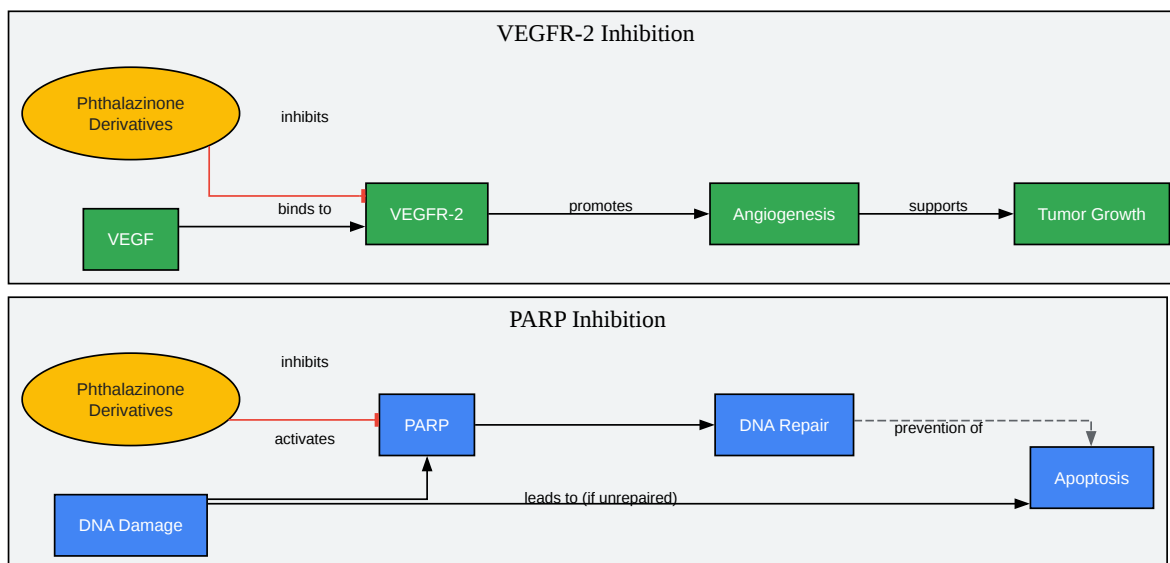 VEGFR-2 Inhibition
Phthalazinone
Derivatives
inhibits
binds to
VEGF
VEGFR-2
promotes
Angiogenesis
supports
Tumor Growth
PARP Inhibition
Phthalazinone
Derivatives
inhibits
activates
PARP
DNA Repair
prevention of
Apoptosis
DNA Damage
leads to (if unrepaired)